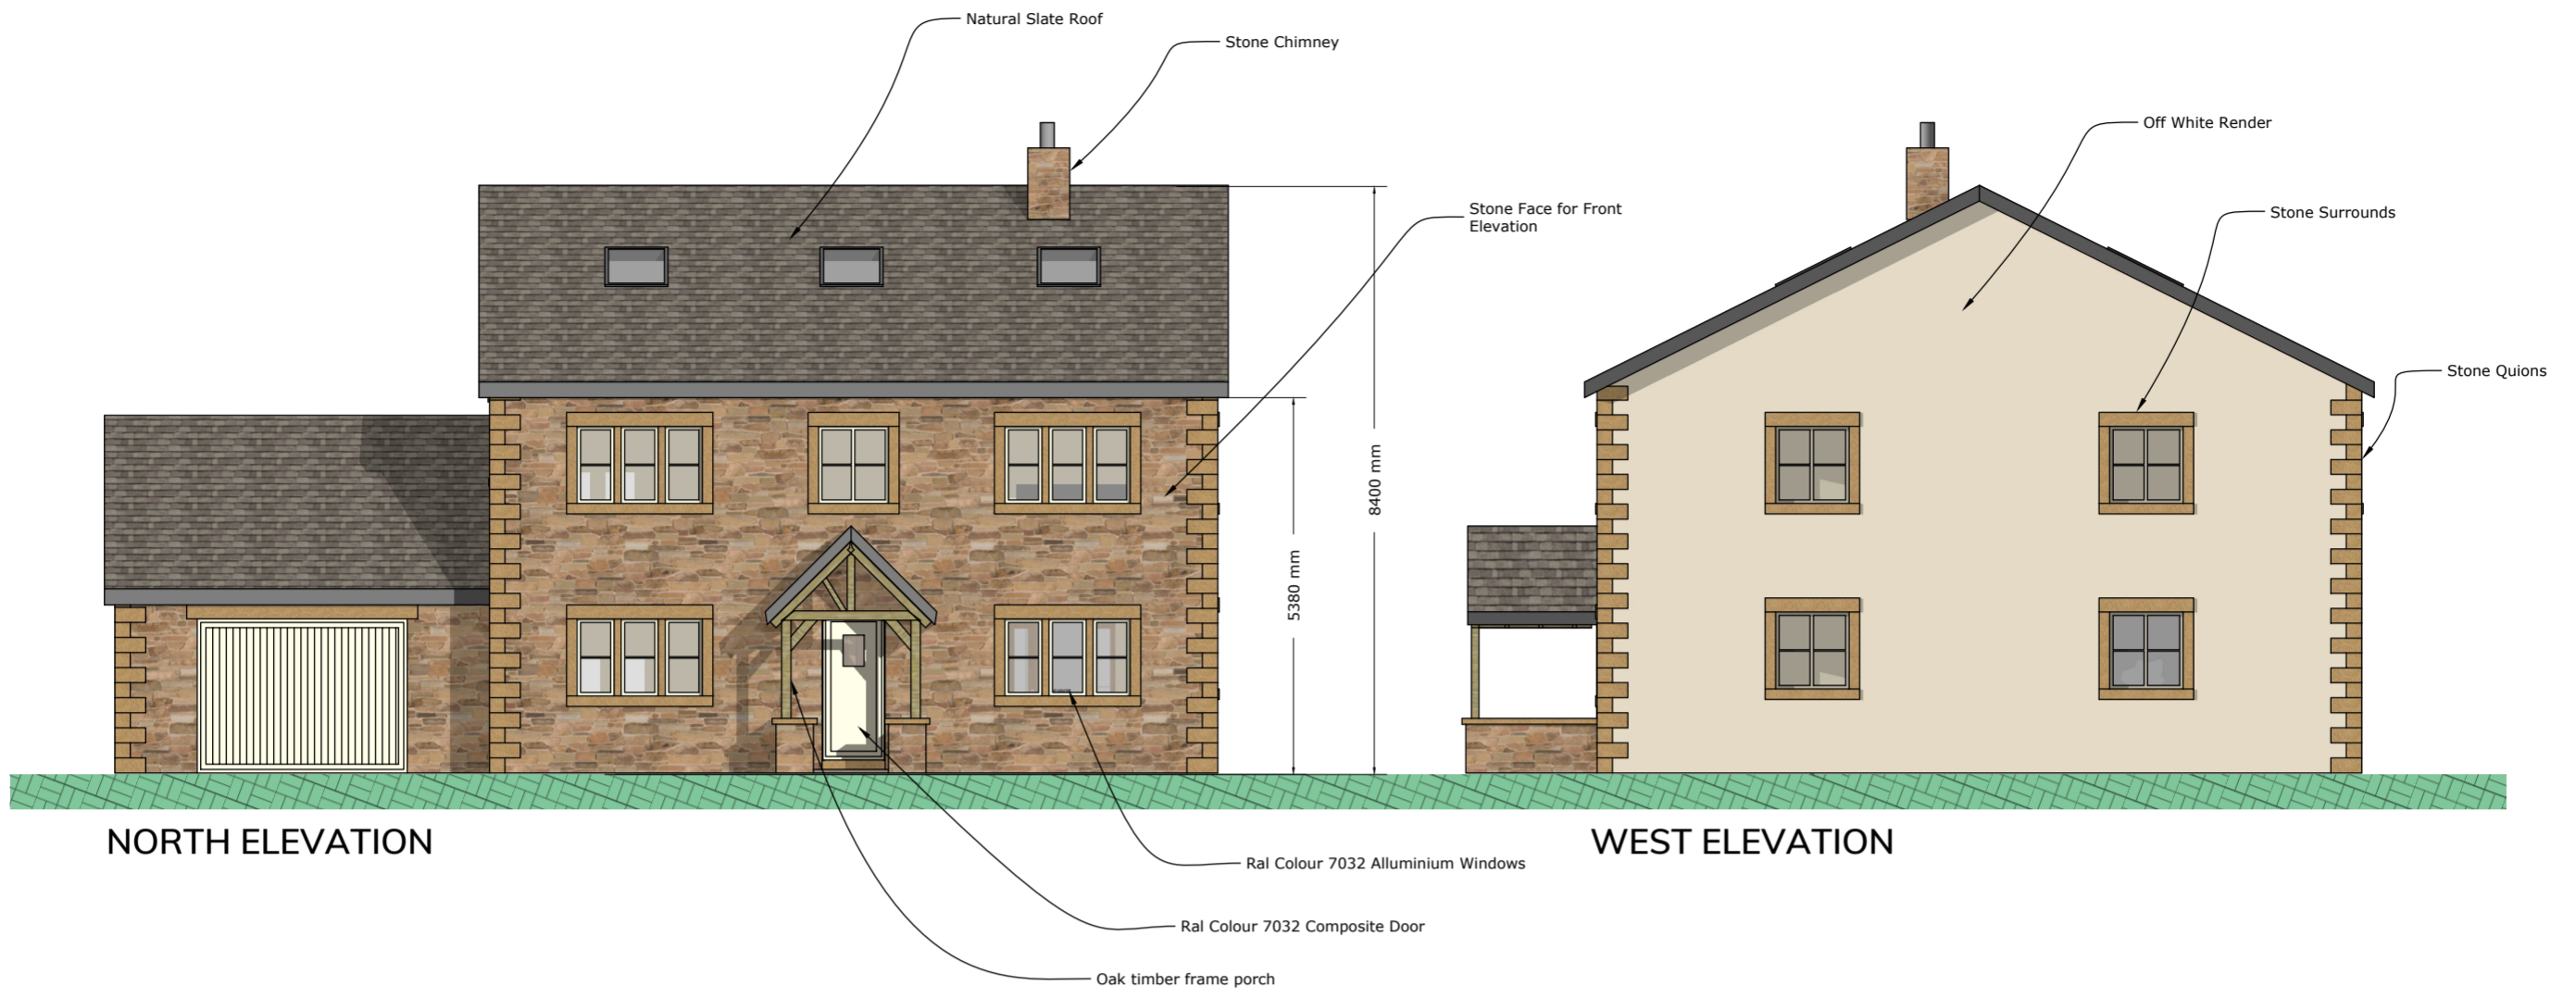 Natural Slate Roof
Stone Chimney
Off White Render
Stone Face for Front
Elevation
Stone Surrounds
Stone Quions
8400 mm
5380 mm
NORTH ELEVATION
WEST ELEVATION
Ral Colour 7032 Alluminium Windows
Ral Colour 7032 Composite Door
Oak timber frame porch